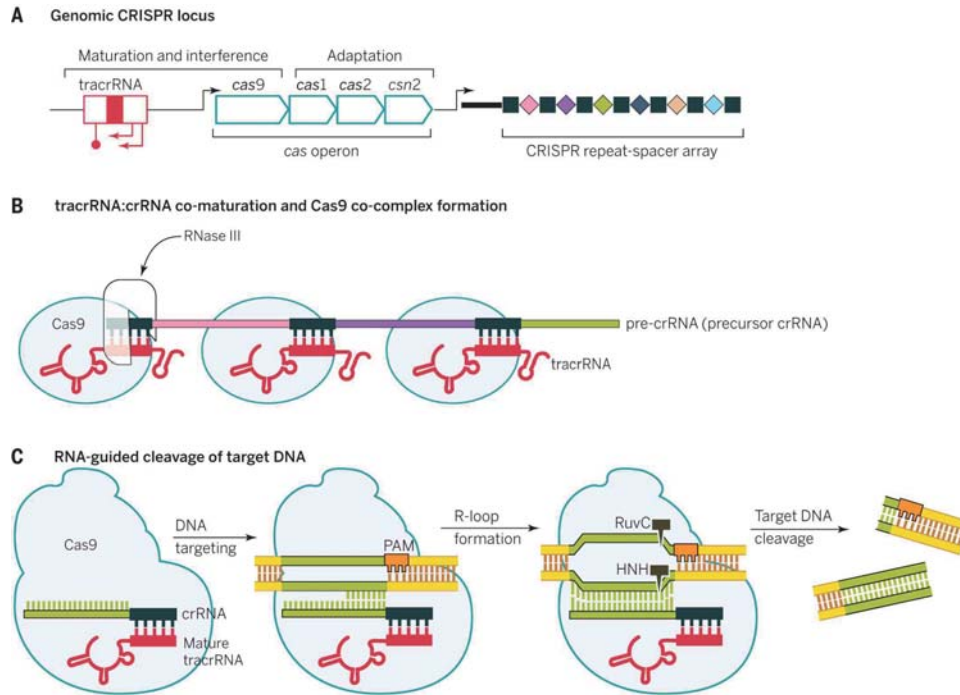 A Genomic CRISPR locus
Maturation and interference
Adaptation
tracrRNA
cas9
cas1
cas2
csn2
cas operon
CRISPR repeat-spacer array
B tracrRNA:crRNA co-maturation and Cas9 co-complex formation
RNase III
Cas9
pre-crRNA (precursor crRNA)
tracrRNA
C RNA-guided cleavage of target DNA
Cas9
DNA
targeting
PAM
R-loop
formation
RuvC
HNH
Target DNA
cleavage
crRNA
Mature
tracrRNA